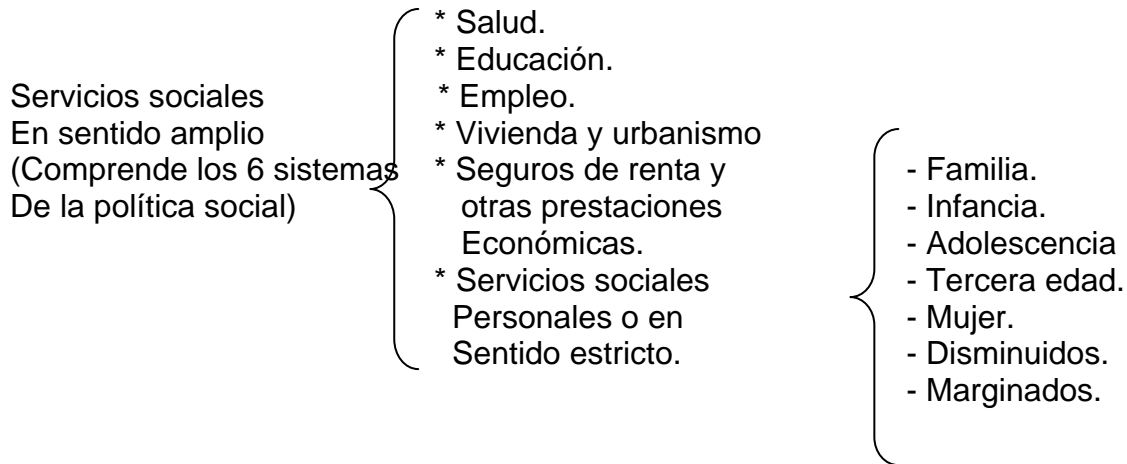 Servicios sociales
En sentido amplio
(Comprende los 6 sistemas
De la política social)
* Salud.
* Educación.
* Empleo.
* Vivienda y urbanismo
* Seguros de renta y
otras prestaciones
Económicas.
* Servicios sociales
Personales o en
Sentido estricto.
- Familia.
- Infancia.
- Adolescencia
- Tercera edad.
- Mujer.
- Disminuidos.
- Marginados.